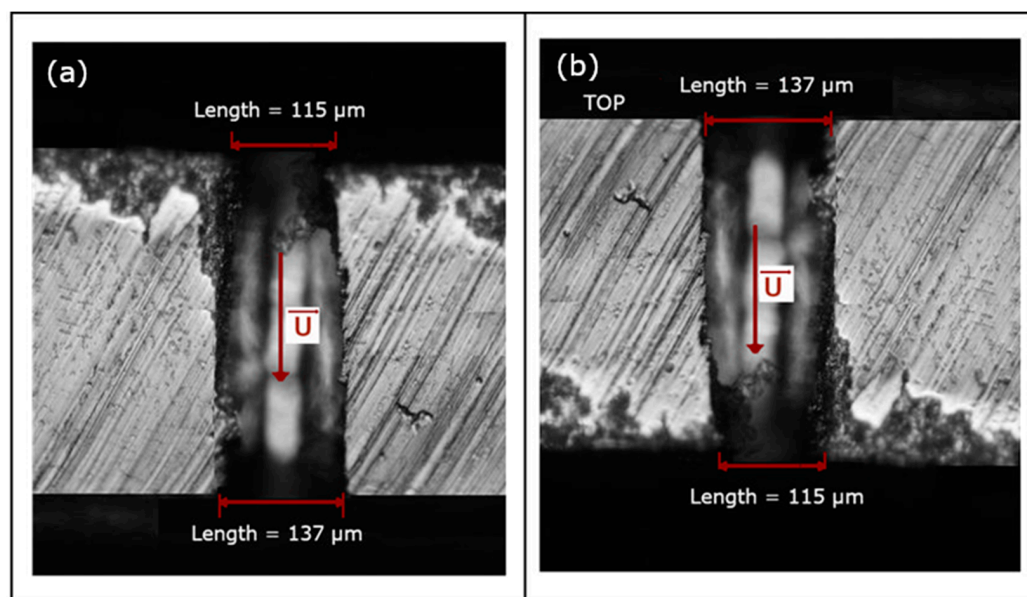 (a)
Length = 115 µm
U
Length = 137 µm
(b)
TOP
Length = 137 µm
U
Length = 115 µm